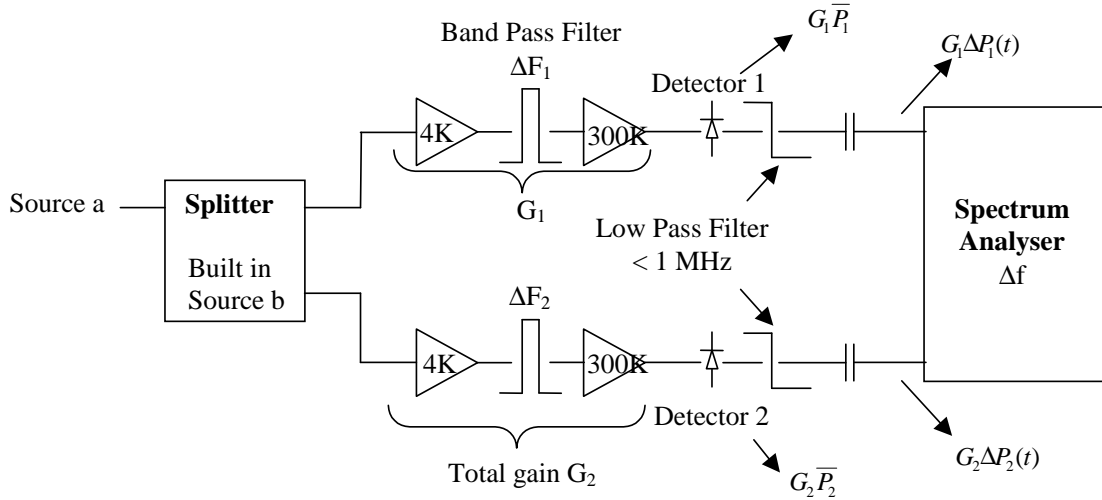 Band Pass Filter
ΔF₁
G₁P̅₁
G₁ΔP₁(t)
Detector 1
4K
300K
G₁
Source a
Splitter
Built in
Source b
Low Pass Filter
< 1 MHz
Spectrum
Analyser
Δf
ΔF₂
4K
300K
Detector 2
Total gain G₂
G₂P̅₂
G₂ΔP₂(t)